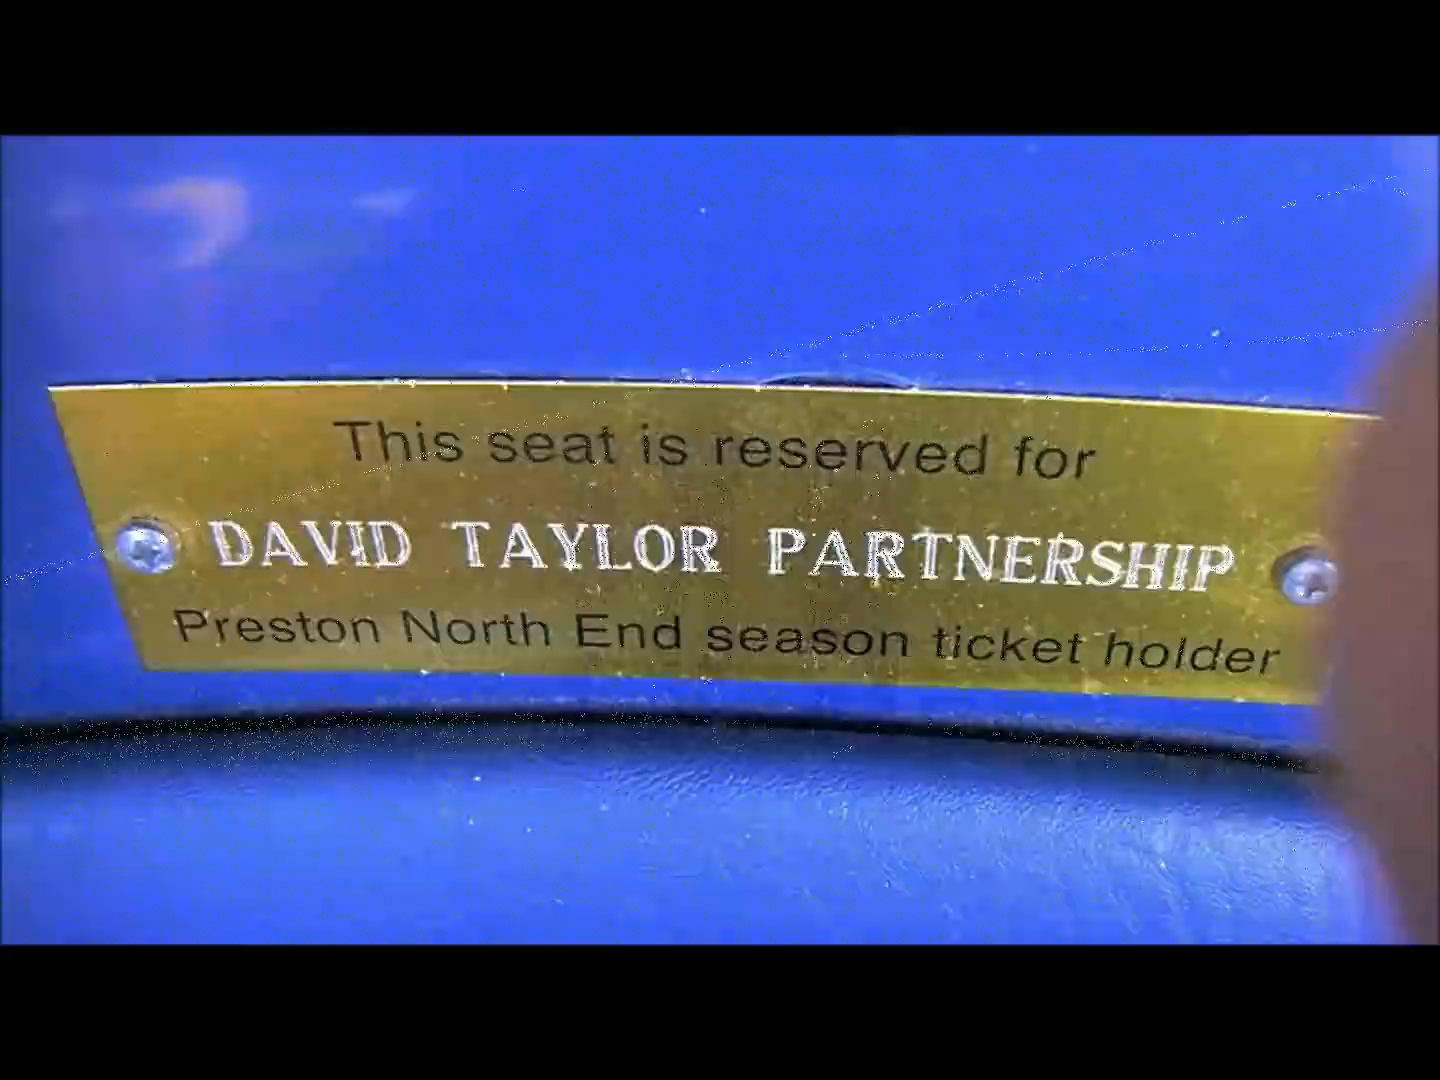 This seat is reserved for
DAVID TAYLOR PARTNERSHIP
Preston North End season ticket holder